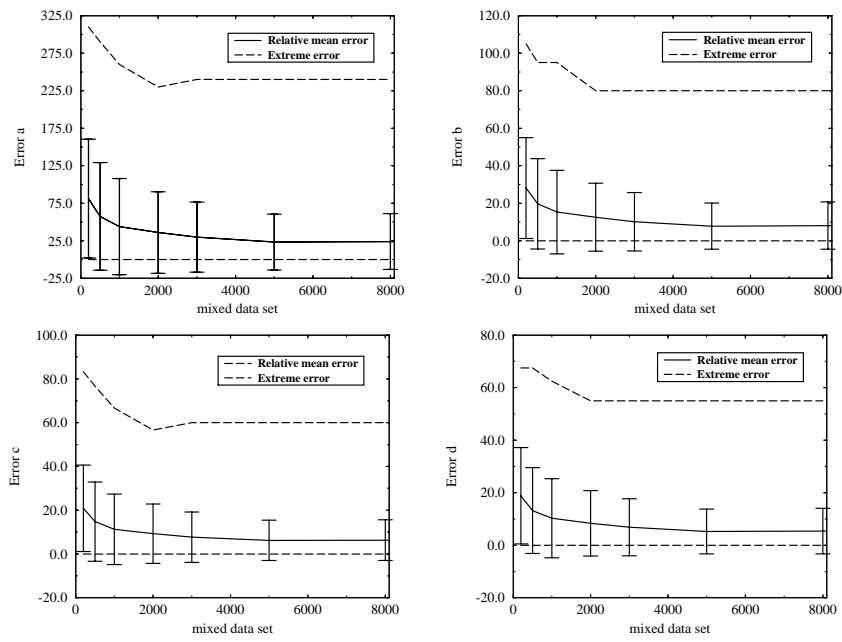 325.0
275.0
225.0
175.0
125.0
75.0
25.0
-25.0
Error a
Relative mean error
Extreme error
0 2000 4000 6000 8000
mixed data set
120.0
100.0
80.0
60.0
40.0
20.0
0.0
-20.0
Error b
Relative mean error
Extreme error
0 2000 4000 6000 8000
mixed data set
100.0
80.0
60.0
40.0
20.0
0.0
-20.0
Error c
Relative mean error
Extreme error
0 2000 4000 6000 8000
mixed data set
80.0
60.0
40.0
20.0
0.0
-20.0
Error d
Relative mean error
Extreme error
0 2000 4000 6000 8000
mixed data set